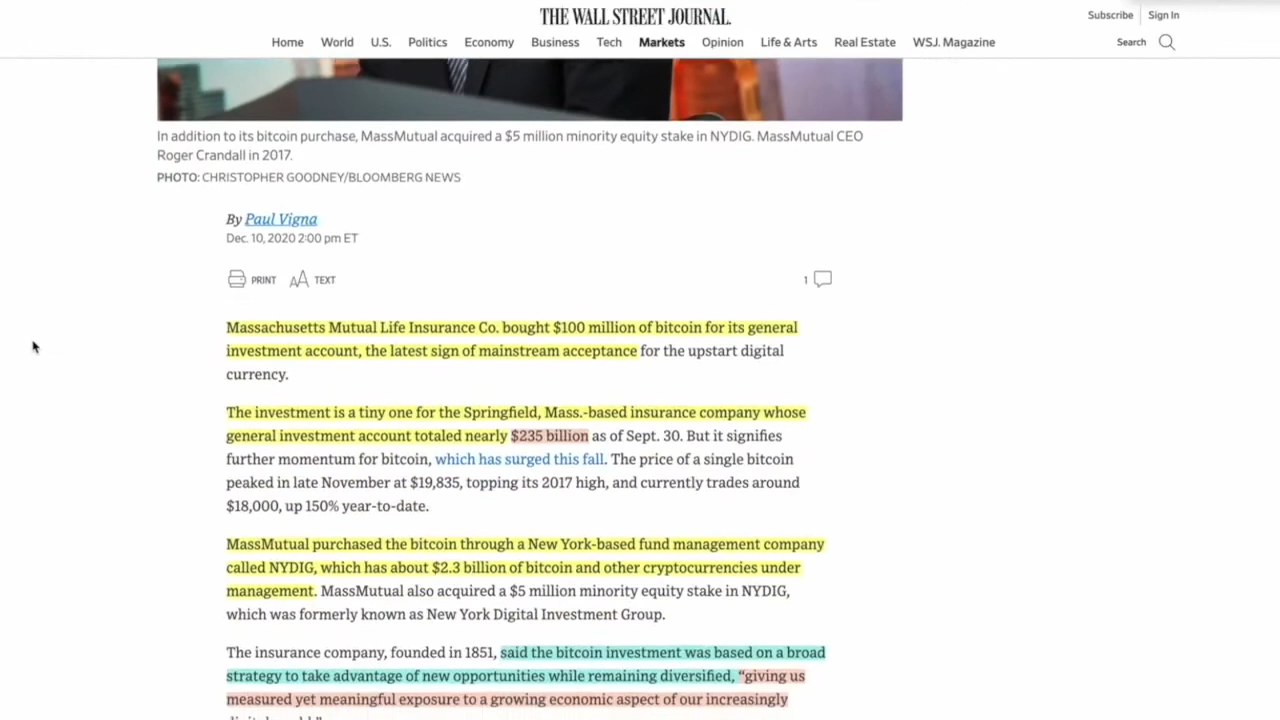 THE WALL STREET JOURNAL.
Subscribe Sign In
Home World U.S. Politics Economy Business Tech Markets Opinion Life & Arts Real Estate WSJ. Magazine Search
In addition to its bitcoin purchase, MassMutual acquired a $5 million minority equity stake in NYDIG. MassMutual CEO
Roger Crandall in 2017.
PHOTO: CHRISTOPHER GOODNEY/BLOOMBERG NEWS
By Paul Vigna
Dec. 10, 2020 2:00 pm ET
PRINT AA TEXT 1
Massachusetts Mutual Life Insurance Co. bought $100 million of bitcoin for its general
investment account, the latest sign of mainstream acceptance for the upstart digital
currency.
The investment is a tiny one for the Springfield, Mass.-based insurance company whose
general investment account totaled nearly $235 billion as of Sept. 30. But it signifies
further momentum for bitcoin, which has surged this fall. The price of a single bitcoin
peaked in late November at $19,835, topping its 2017 high, and currently trades around
$18,000, up 150% year-to-date.
MassMutual purchased the bitcoin through a New York-based fund management company
called NYDIG, which has about $2.3 billion of bitcoin and other cryptocurrencies under
management. MassMutual also acquired a $5 million minority equity stake in NYDIG,
which was formerly known as New York Digital Investment Group.
The insurance company, founded in 1851, said the bitcoin investment was based on a broad
strategy to take advantage of new opportunities while remaining diversified, “giving us
measured yet meaningful exposure to a growing economic aspect of our increasingly